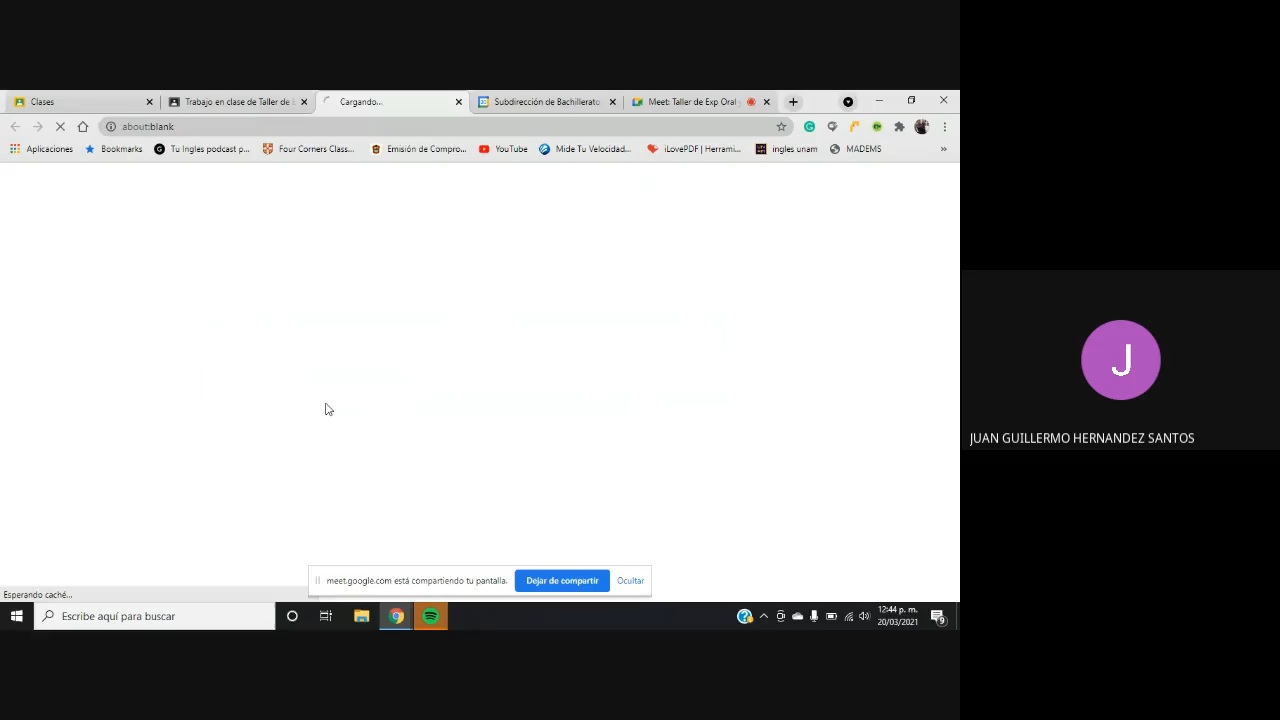 Clases
Trabajo en clase de Taller de E
Cargando...
Subdirección de Bachillerato
Meet: Taller de Exp Oral
about:blank
Aplicaciones
Bookmarks
Tu Ingles podcast p...
Four Corners Class...
Emisión de Compro...
YouTube
Mide Tu Velocidad...
iLovePDF | Herrami...
ingles unam
MADEMS
»
J
JUAN GUILLERMO HERNANDEZ SANTOS
meet.google.com está compartiendo tu pantalla.
Dejar de compartir
Ocultar
Esperando caché...
Escribe aquí para buscar
12:44 p. m.
20/03/2021
9